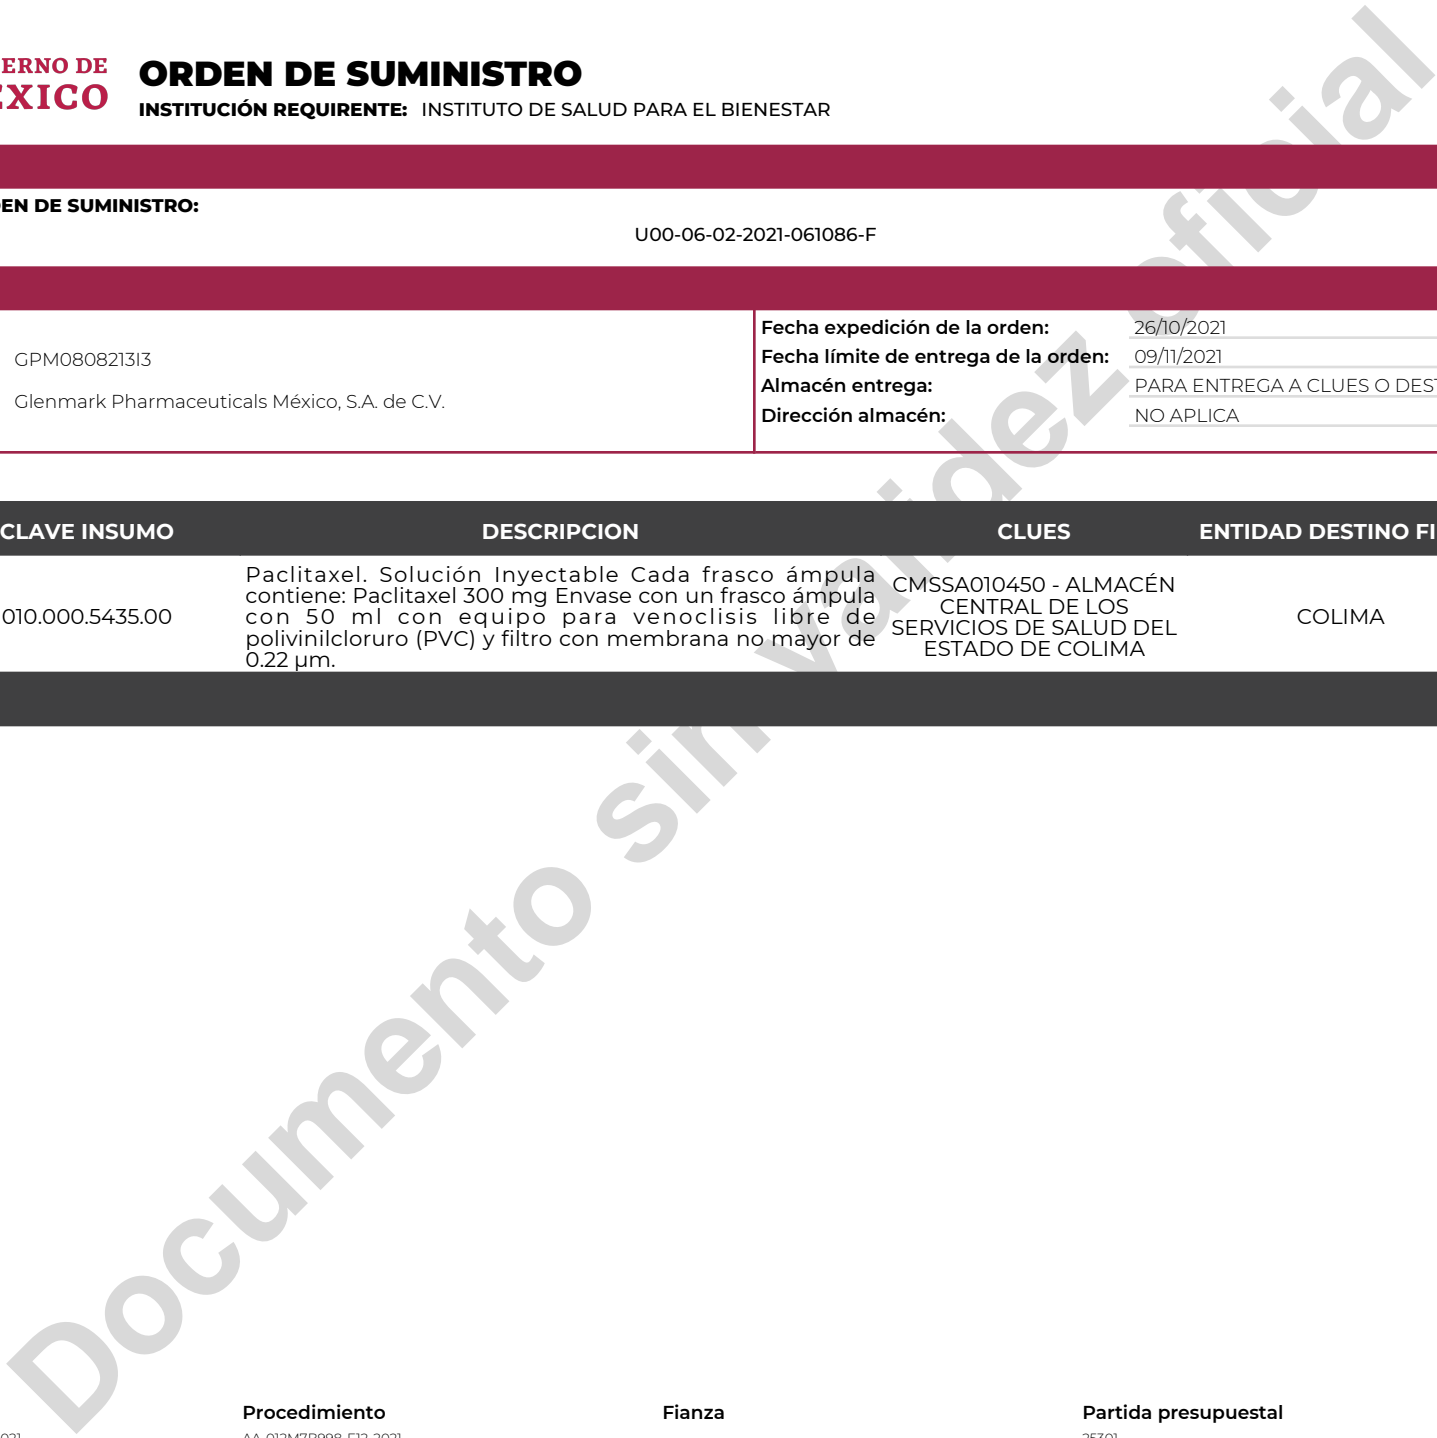 ERNO DE
ORDEN DE SUMINISTRO
INSTITUCIÓN REQUIRENTE: INSTITUTO DE SALUD PARA EL BIENESTAR
EN DE SUMINISTRO:
U00-06-02-2021-061086-F
GPM0808213I3
Glenmark Pharmaceuticals México, S.A. de C.V.
Fecha expedición de la orden: 26/10/2021
Fecha límite de entrega de la orden: 09/11/2021
Almacén entrega: PARA ENTREGA A CLUES O DEST
Dirección almacén: NO APLICA
CLAVE INSUMO DESCRIPCION CLUES ENTIDAD DESTINO FI
010.000.5435.00
Paclitaxel. Solución Inyectable Cada frasco ámpula
contiene: Paclitaxel 300 mg Envase con un frasco ámpula
con 50 ml con equipo para venoclisis libre de
polivinilcloruro (PVC) y filtro con membrana no mayor de
0.22 µm.
CMSSA010450 - ALMACÉN
CENTRAL DE LOS
SERVICIOS DE SALUD DEL
ESTADO DE COLIMA
COLIMA
Documento sin validez oficial
Procedimiento Fianza Partida presupuestal